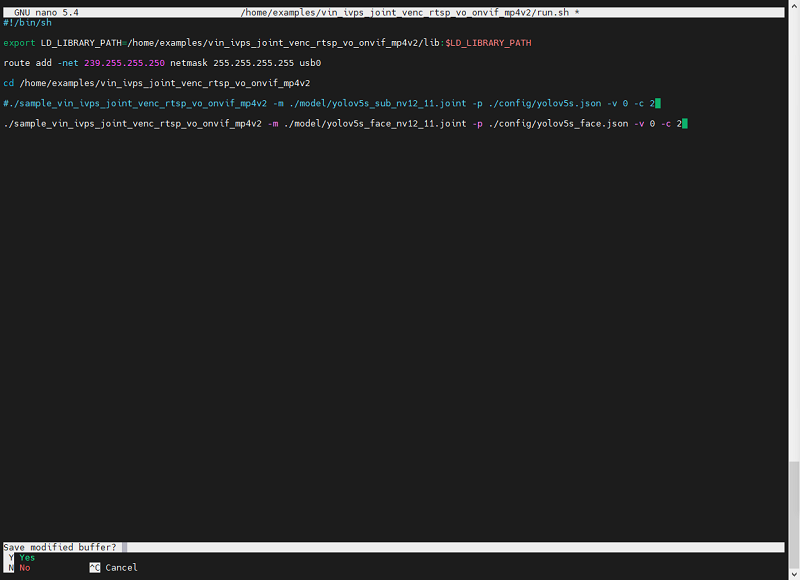 GNU nano 5.4 /home/examples/vin_ivps_joint_venc_rtsp_vo_onvif_mp4v2/run.sh *
#!/bin/sh
export LD_LIBRARY_PATH=/home/examples/vin_ivps_joint_venc_rtsp_vo_onvif_mp4v2/lib:$LD_LIBRARY_PATH
route add -net 239.255.255.250 netmask 255.255.255.255 usb0
cd /home/examples/vin_ivps_joint_venc_rtsp_vo_onvif_mp4v2
#./sample_vin_ivps_joint_venc_rtsp_vo_onvif_mp4v2 -m ./model/yolov5s_sub_nv12_11.joint -p ./config/yolov5s.json -v 0 -c 2
./sample_vin_ivps_joint_venc_rtsp_vo_onvif_mp4v2 -m ./model/yolov5s_face_nv12_11.joint -p ./config/yolov5s_face.json -v 0 -c 2
Save modified buffer?
Y Yes
N No ^C Cancel